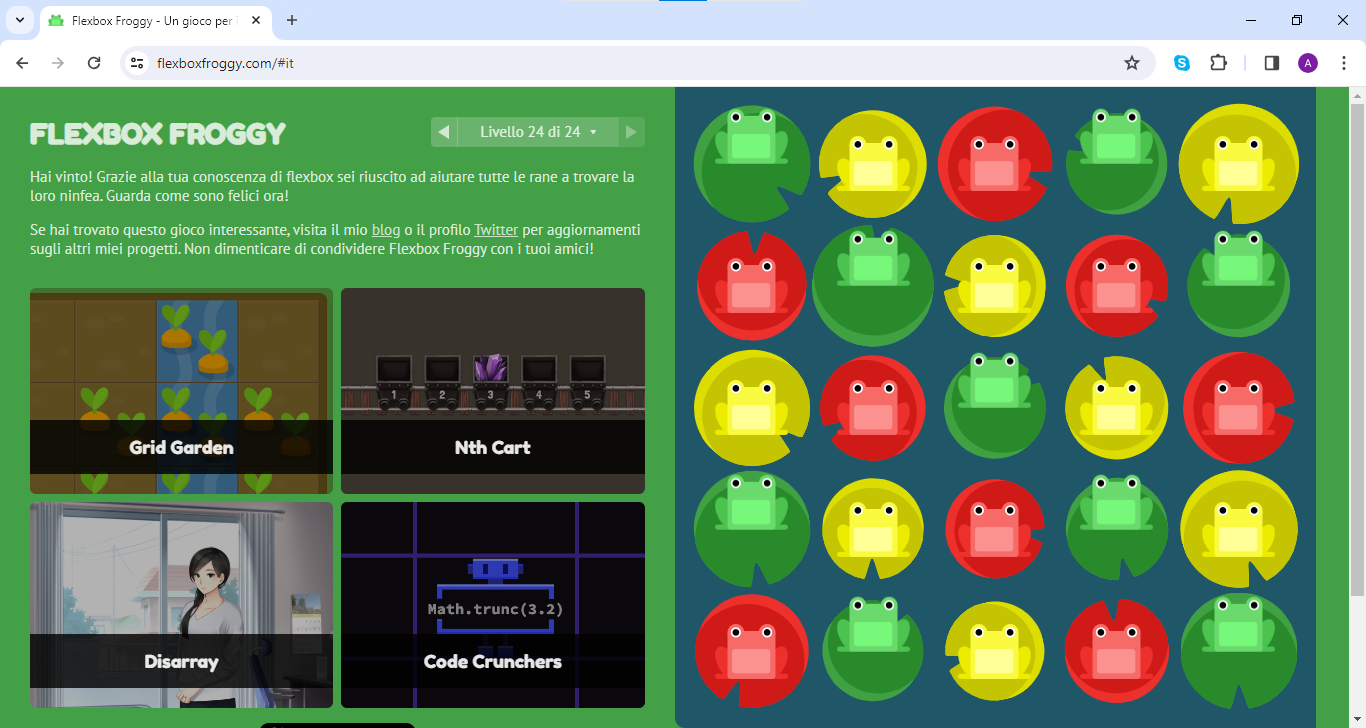 Flexbox Froggy - Un gioco per i
flexboxfroggy.com/#it
A
FLEXBOX FROGGY
Livello 24 di 24
Hai vinto! Grazie alla tua conoscenza di flexbox sei riuscito ad aiutare tutte le rane a trovare la
loro ninfea. Guarda come sono felici ora!
Se hai trovato questo gioco interessante, visita il mio blog o il profilo Twitter per aggiornamenti
sugli altri miei progetti. Non dimenticare di condividere Flexbox Froggy con i tuoi amici!
1 2 3 4 5
Grid Garden
Nth Cart
Math.trunc(3.2)
Disarray
Code Crunchers